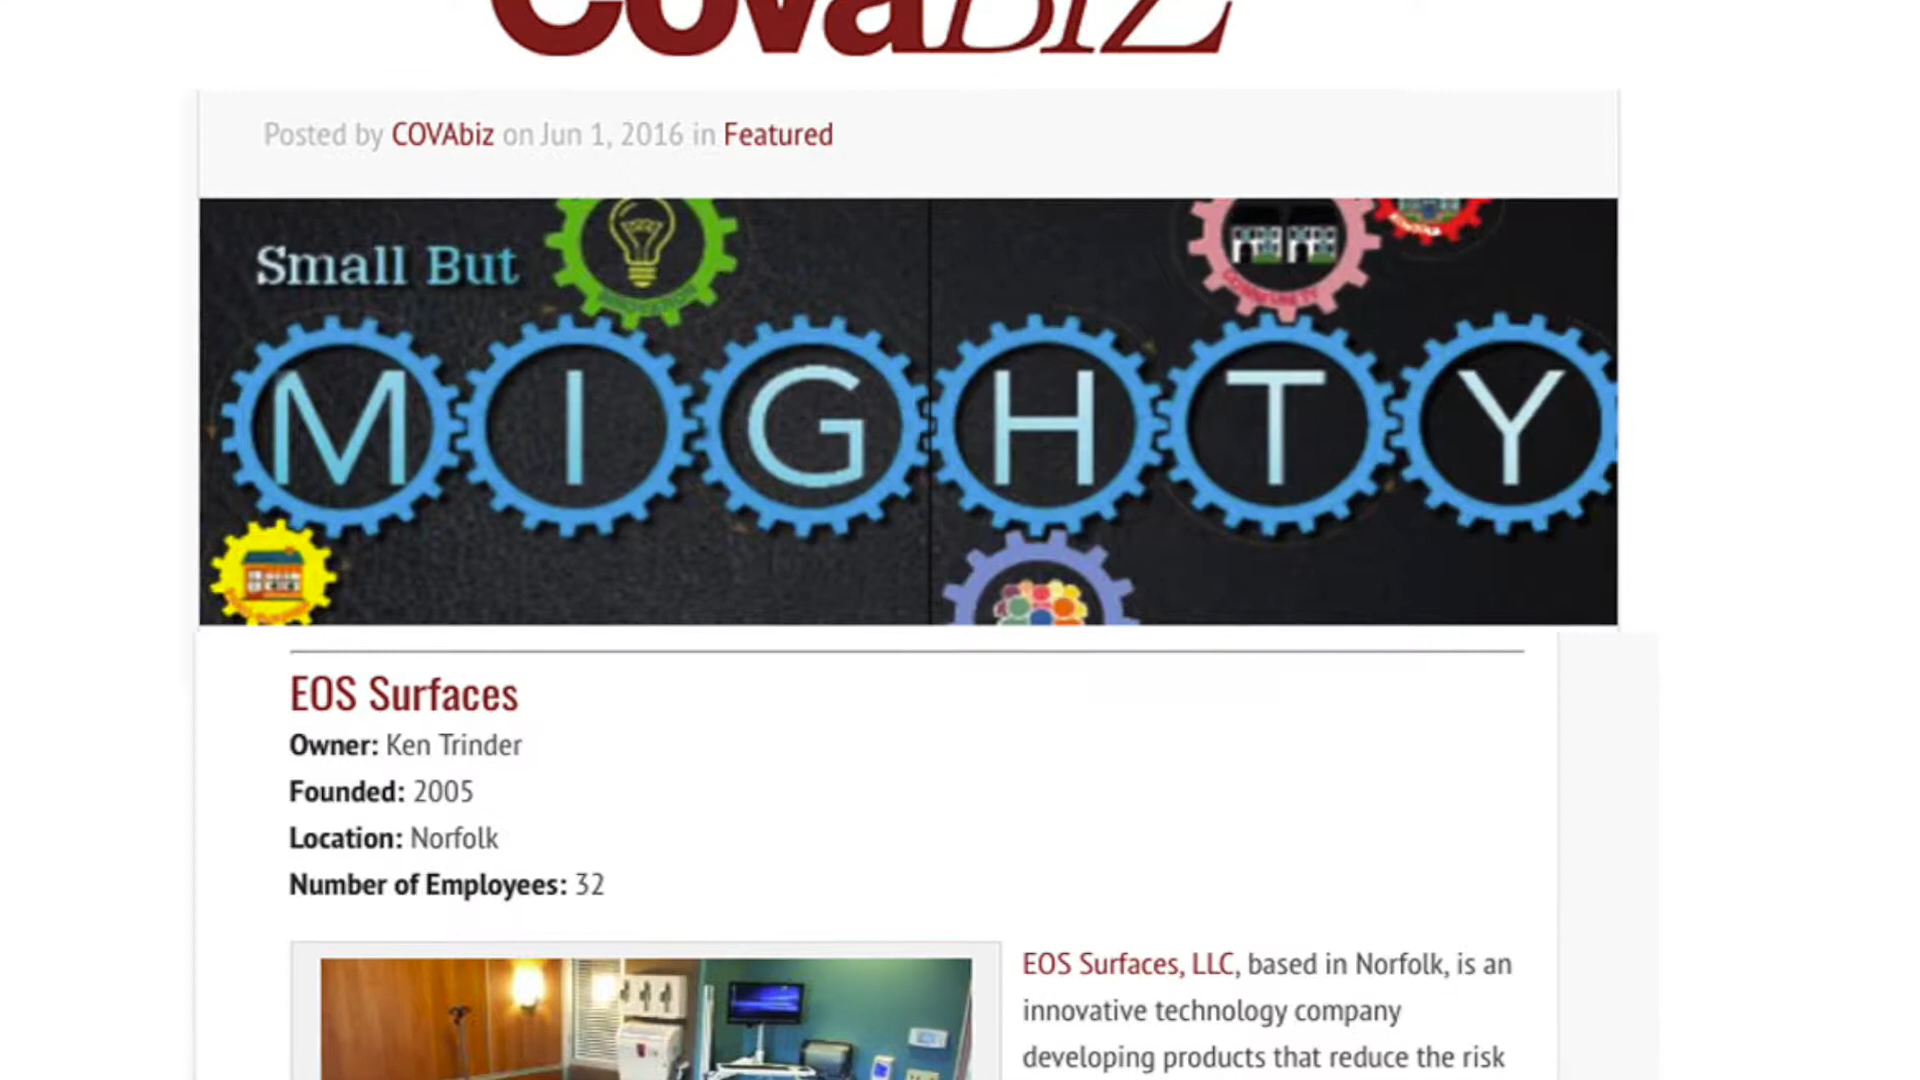 CovaBIZ
Posted by COVAbiz on Jun 1, 2016 in Featured
Small But
MIGHTY
COMMUNITY
EOS Surfaces
Owner: Ken Trinder
Founded: 2005
Location: Norfolk
Number of Employees: 32
EOS Surfaces, LLC, based in Norfolk, is an
innovative technology company
developing products that reduce the risk